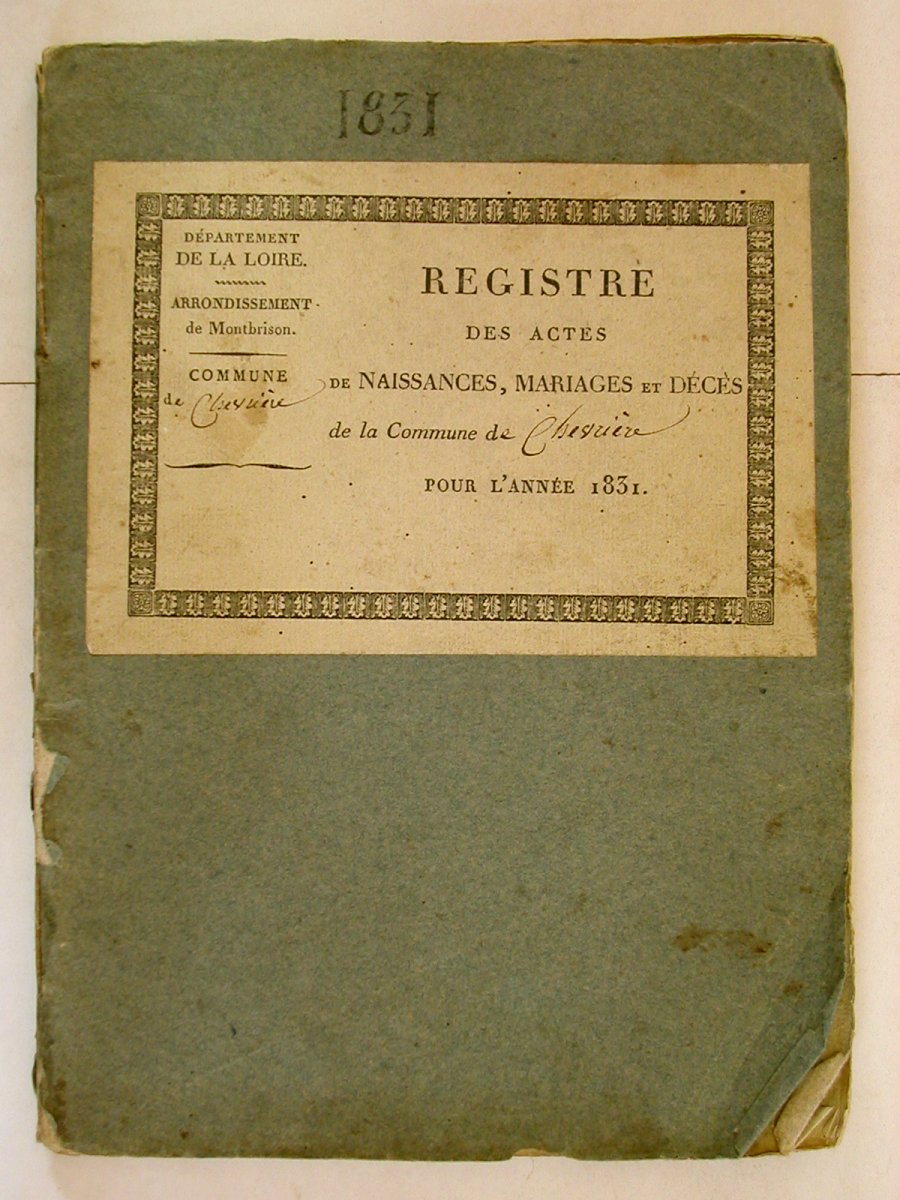 1831
DÉPARTEMENT
DE LA LOIRE.
ARRONDISSEMENT
de Montbrison.
COMMUNE
de Chevrière
REGISTRE
DES ACTES
DE NAISSANCES, MARIAGES ET DÉCÈS
de la Commune de Chevrière
POUR L'ANNÉE 1831.